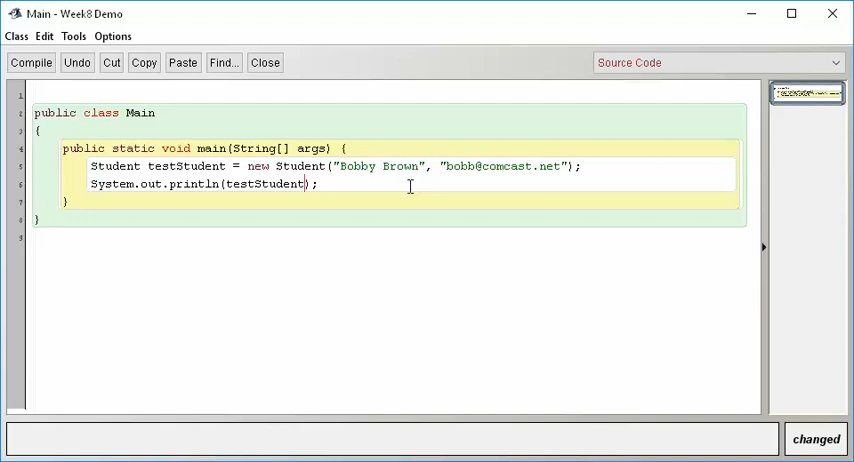 Main - Week8 Demo
Class Edit Tools Options
Compile Undo Cut Copy Paste Find... Close Source Code
1
2 public class Main
3 {
4 public static void main(String[] args) {
5 Student testStudent = new Student("Bobby Brown", "bobb@comcast.net");
6 System.out.println(testStudent);
7 }
8 }
9
changed